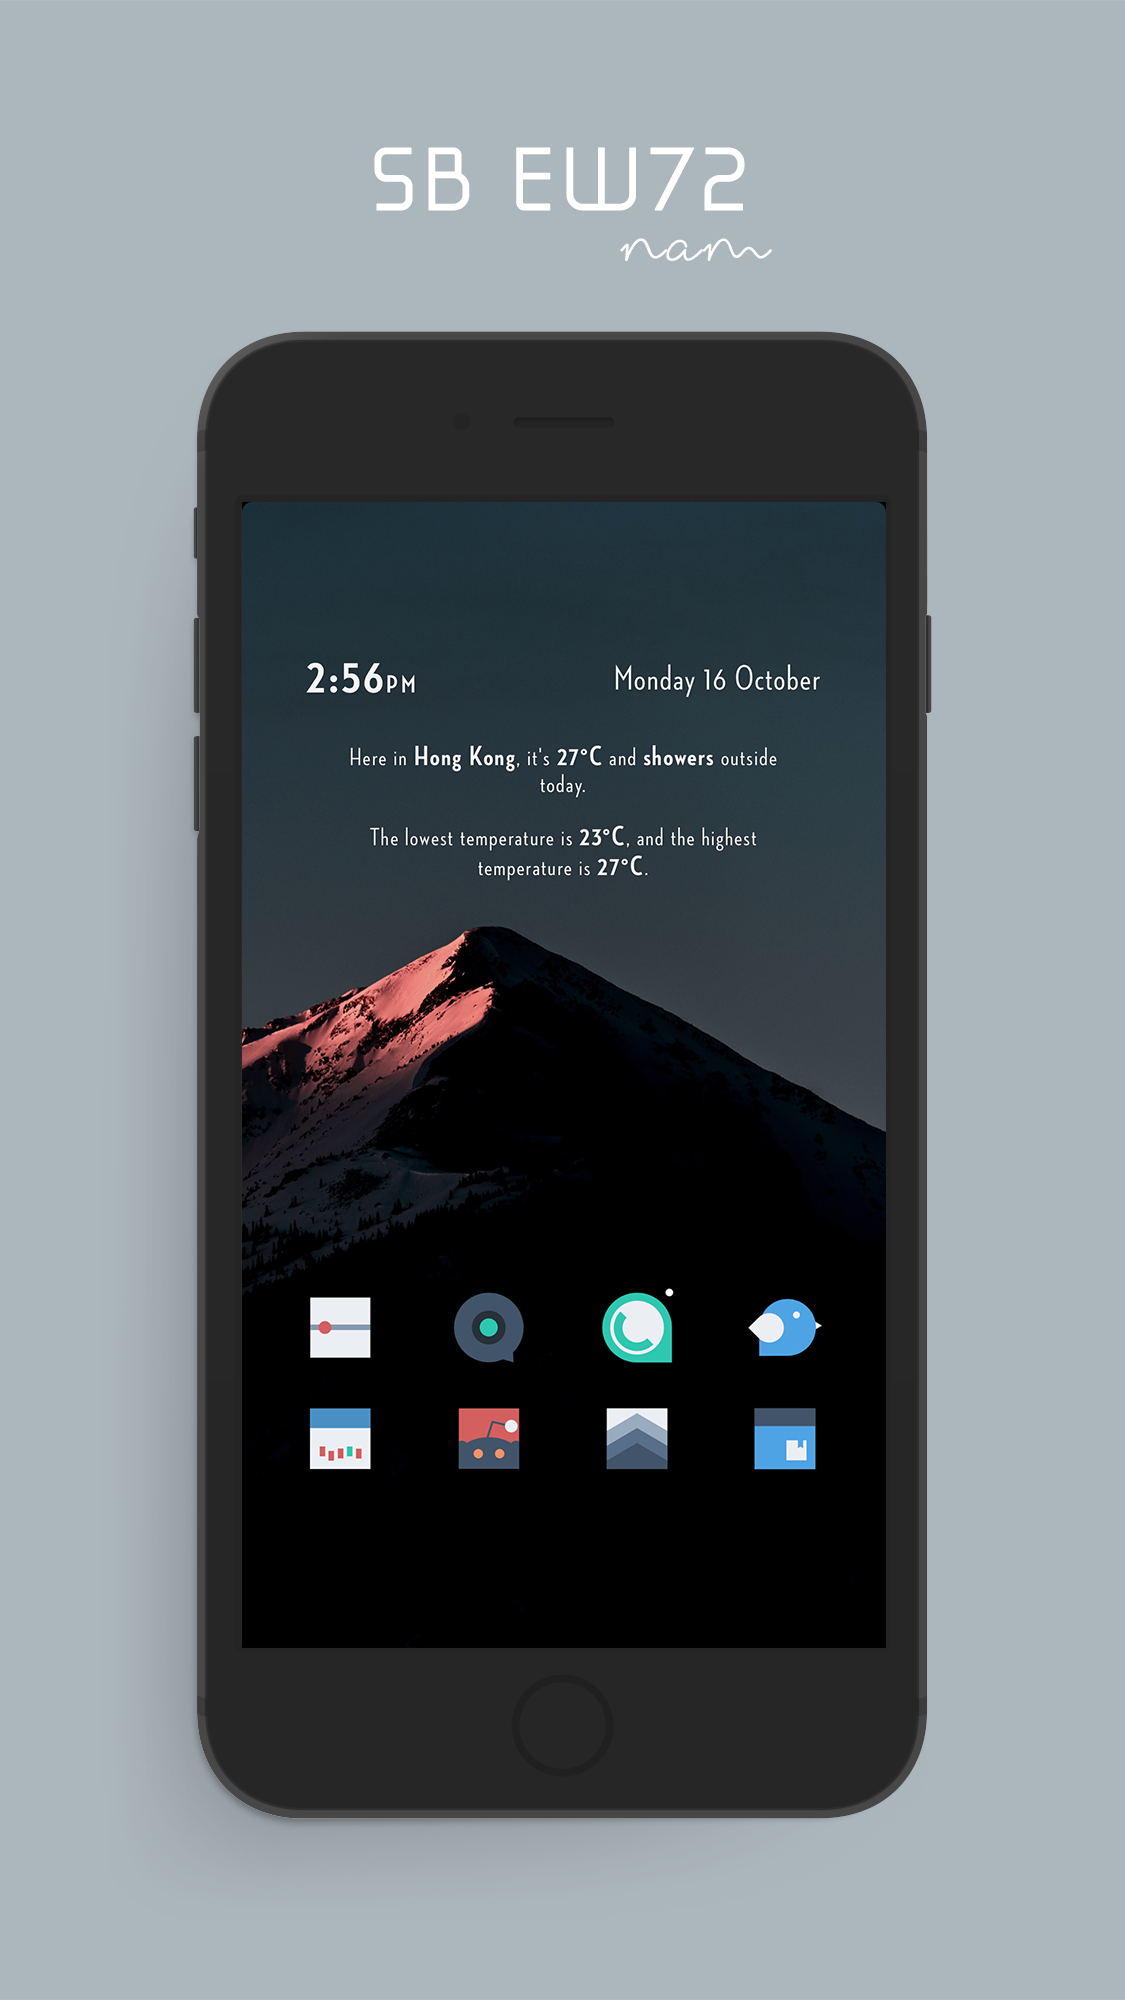 SB EW72
nam
2:56PM
Monday 16 October
Here in Hong Kong, it's 27°C and showers outside
today.
The lowest temperature is 23°C, and the highest
temperature is 27°C.